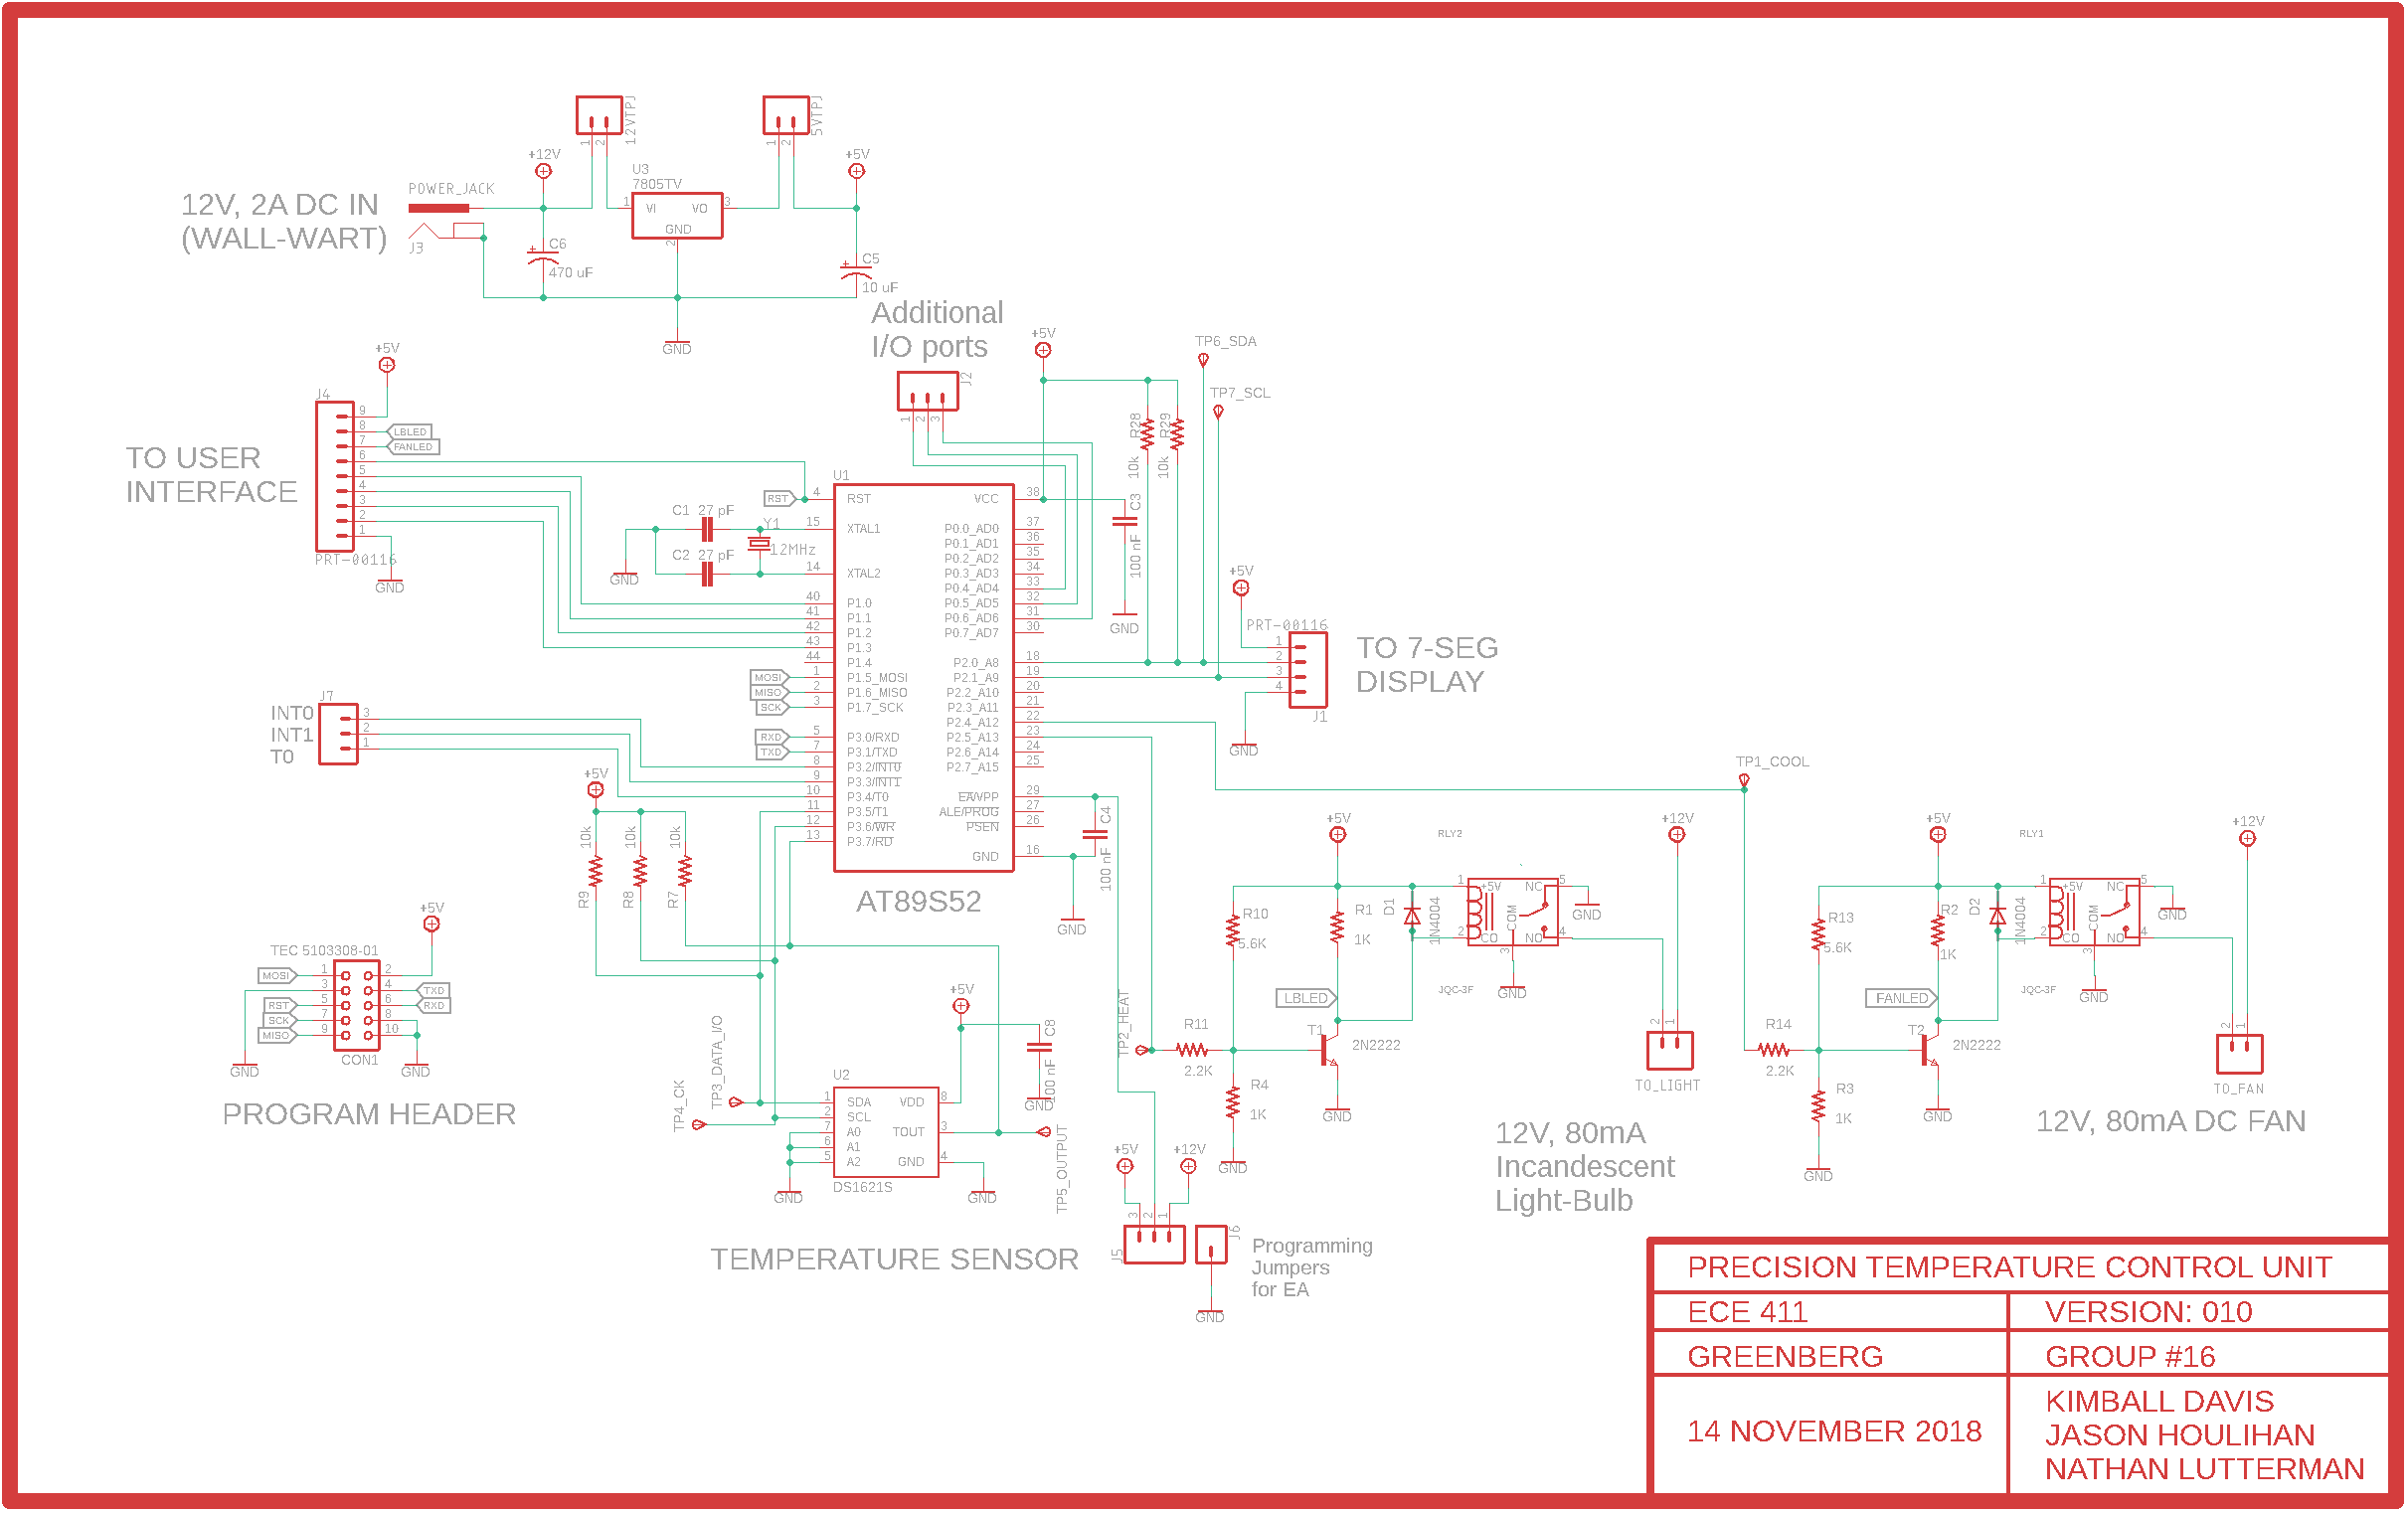 12V, 2A DC IN
(WALL-WART)
POWER_JACK
J3
+12V
C6
470 uF
12VTPJ
1
2
U3
7805TV
1
VI
VO
3
GND
2
GND
5VTPJ
1
2
+5V
C5
10 uF
Additional
I/O ports
J2
1
2
3
TO USER
INTERFACE
+5V
J4
9
8
7
6
5
4
3
2
1
LBLED
FANLED
PRT-00116
GND
C1 27 pF
C2 27 pF
Y1
12MHz
GND
U1
RST
4 RST
15 XTAL1
14 XTAL2
40 P1.0
41 P1.1
42 P1.2
43 P1.3
44 P1.4
MOSI 1 P1.5_MOSI
MISO 2 P1.6_MISO
SCK 3 P1.7_SCK
RXD 5 P3.0/RXD
TXD 7 P3.1/TXD
8 P3.2/INT0
9 P3.3/INT1
10 P3.4/T0
11 P3.5/T1
12 P3.6/WR
13 P3.7/RD
VCC 38
P0.0_AD0 37
P0.1_AD1 36
P0.2_AD2 35
P0.3_AD3 34
P0.4_AD4 33
P0.5_AD5 32
P0.6_AD6 31
P0.7_AD7 30
P2.0_A8 18
P2.1_A9 19
P2.2_A10 20
P2.3_A11 21
P2.4_A12 22
P2.5_A13 23
P2.6_A14 24
P2.7_A15 25
EA/VPP 29
ALE/PROG 27
PSEN 26
GND 16
AT89S52
+5V
R28
10k
R29
10k
C3
100 nF
GND
TP6_SDA
TP7_SCL
+5V
PRT-00116
1
2
3
4
J1
GND
TO 7-SEG
DISPLAY
C4
100 nF
GND
J7
INT0
INT1
T0
3
2
1
+5V
10k
10k
10k
R9
R8
R7
+5V
TEC 5103308-01
MOSI 1
3
RST 5
SCK 7
MISO 9
2
4 TXD
6 RXD
8
10
CON1
GND
GND
PROGRAM HEADER
TP4_CK
TP3_DATA_I/O
+5V
C8
100 nF
GND
U2
1 SDA
2 SCL
7 A0
6 A1
5 A2
VDD 8
TOUT 3
GND 4
DS1621S
GND
GND
TP5_OUTPUT
TEMPERATURE SENSOR
TP2_HEAT
R11
2.2K
R10
5.6K
R4
1K
GND
+5V
R1
1K
LBLED
T1
2N2222
GND
D1
1N4004
RLY2
1
2
+5V
CO
COM
NC
NO
5
4
3
GND
GND
JQC-3F
+12V
2
1
TO_LIGHT
12V, 80mA
Incandescent
Light-Bulb
+5V
+12V
3
2
1
J5
J6
GND
Programming
Jumpers
for EA
TP1_COOL
R14
2.2K
R13
5.6K
R3
1K
GND
+5V
R2
1K
FANLED
T2
2N2222
GND
D2
1N4004
RLY1
1
2
+5V
CO
COM
NC
NO
5
4
3
GND
GND
JQC-3F
+12V
2
1
TO_FAN
12V, 80mA DC FAN
PRECISION TEMPERATURE CONTROL UNIT
ECE 411
VERSION: 010
GREENBERG
GROUP #16
14 NOVEMBER 2018
KIMBALL DAVIS
JASON HOULIHAN
NATHAN LUTTERMAN